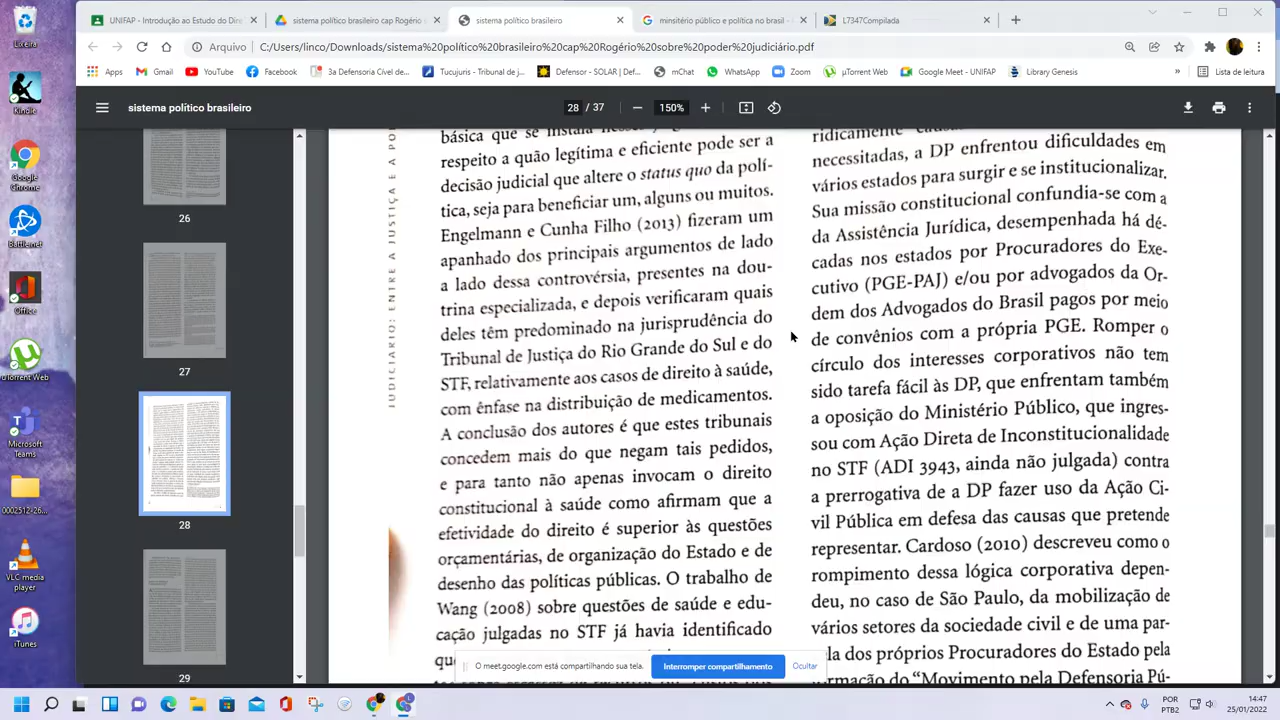 Lixeira
Kindle
Google
Chrome
Battle.net
Office
uTorrent Web
Microsoft
Teams
0002512-26...
VLC media
player
iTunes
UNIFAP - Introdução ao Estudo do Dire
sistema político brasileiro cap Rogério
sistema político brasileiro
minsitério público e política no brasil -
L7347Compilada
Arquivo
C:/Users/linco/Downloads/sistema%20político%20brasileiro%20cap%20Rogério%20sobre%20poder%20judiciário.pdf
Apps
Gmail
YouTube
Facebook
3a Defensoria Cível de...
Tucujuris - Tribunal de j...
Defensor - SOLAR | Def...
mChat
WhatsApp
Zoom
µTorrent Web
Google Meet - UNIFAP
Library Genesis
»
Lista de leitura
sistema político brasileiro
28 / 37
150%
26
27
28
29
JUDICIÁRIO: ENTRE A JUSTIÇA E A PO
básica que se instala
respeito a quão legítima e eficiente pode ser a
decisão judicial que altere o status quo da polí-
tica, seja para beneficiar um, alguns ou muitos.
Engelmann e Cunha Filho (2013) fizeram um
apanhado dos principais argumentos de lado
a lado dessa controvérsia, presentes na dou-
trina especializada, e depois verificaram quais
deles têm predominado na jurisprudência do
Tribunal de Justiça do Rio Grande do Sul e do
STF, relativamente aos casos de direito à saúde,
com ênfase na distribuição de medicamentos.
A conclusão dos autores é que estes tribunais
concedem mais do que negam tais pedidos,
e para tanto não apenas invocam o direito
constitucional à saúde como afirmam que a
efetividade do direito é superior às questões
orçamentárias, de organização do Estado e de
desenho das políticas públicas. O trabalho de
Wang (2008) sobre questões de saúde e edu-
cação julgadas no STF já havia identificado
necessitadas, a DP enfrentou dificuldades em
vários estados para surgir e se institucionalizar.
Sua missão constitucional confundia-se com a
da Assistência Jurídica, desempenhada há dé-
cadas nos estados por Procuradores do Exe-
cutivo (PGE-PAJ) e/ou por advogados da Or-
dem dos Advogados do Brasil pagos por meio
de convênios com a própria PGE. Romper o
círculo dos interesses corporativos não tem
sido tarefa fácil às DP, que enfrentam também
a oposição do Ministério Público, que ingres-
sou com Ação Direta de Inconstitucionalidade
no STF (ADI 3943, ainda não julgada) contra
a prerrogativa de a DP fazer uso da Ação Ci-
vil Pública em defesa das causas que pretende
representar. Cardoso (2010) descreveu como o
rompimento dessa lógica corporativa depen-
deu, no caso de São Paulo, da mobilização de
vários setores da sociedade civil e de uma par-
dos próprios Procuradores do Estado pela
"Movimento pela Defensoria Pú-
O meet.google.com está compartilhando sua tela.
Interromper compartilhamento
Ocultar
POR
PTB2
14:47
25/01/2022